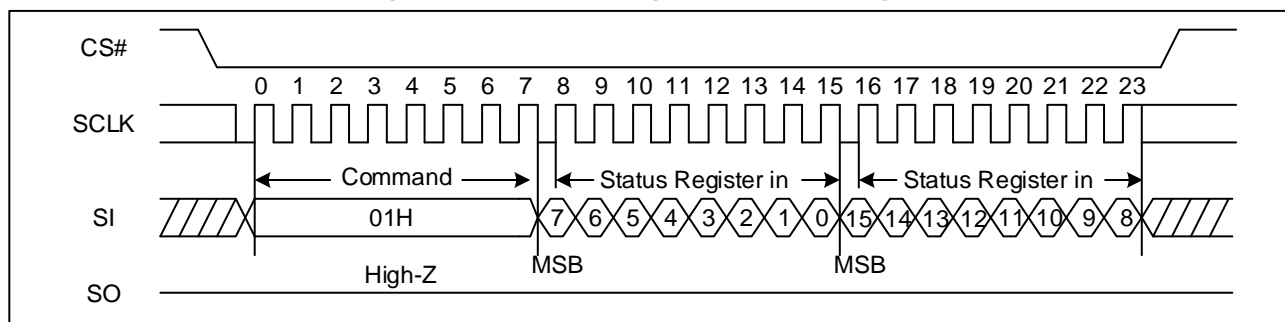 CS#
0 1 2 3 4 5 6 7 8 9 10 11 12 13 14 15 16 17 18 19 20 21 22 23
SCLK
Command Status Register in Status Register in
SI 01H 7 6 5 4 3 2 1 0 15 14 13 12 11 10 9 8
MSB MSB
High-Z
SO